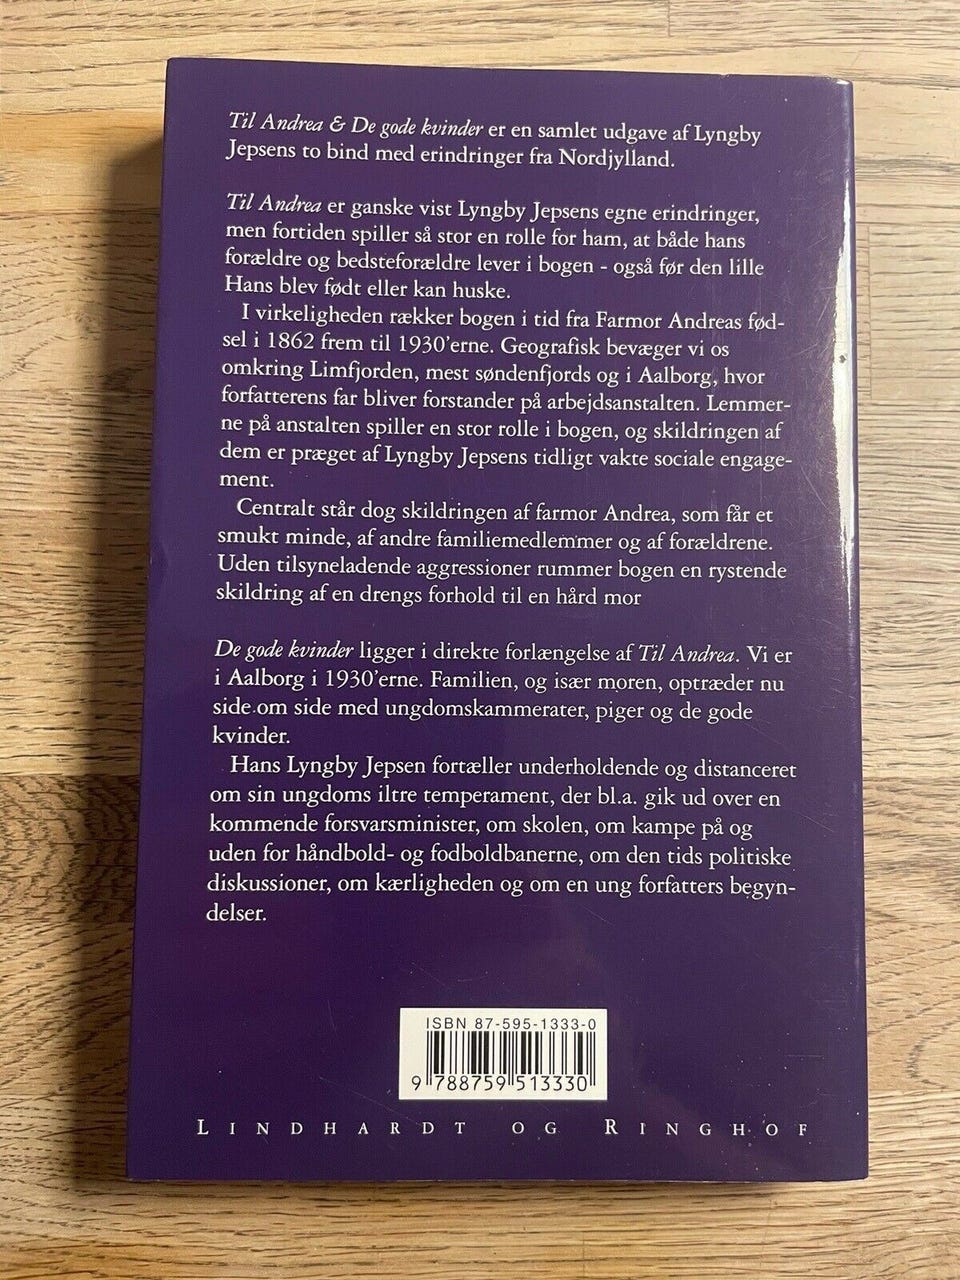 Til Andrea & De gode kvinder er en samlet udgave af Lyngby
Jepsens to bind med erindringer fra Nordjylland.
Til Andrea er ganske vist Lyngby Jepsens egne erindringer,
men fortiden spiller så stor en rolle for ham, at både hans
forældre og bedsteforældre lever i bogen - også før den lille
Hans blev født eller kan huske.
I virkeligheden rækker bogen i tid fra Farmor Andreas fød-
sel i 1862 frem til 1930'erne. Geografisk bevæger vi os
omkring Limfjorden, mest søndenfjords og i Aalborg, hvor
forfatterens far bliver forstander på arbejdsanstalten. Lemmer-
ne på anstalten spiller en stor rolle i bogen, og skildringen af
dem er præget af Lyngby Jepsens tidligt vakte sociale engage-
ment.
Centralt står dog skildringen af farmor Andrea, som får et
smukt minde, af andre familiemedlemmer og af forældrene.
Uden tilsyneladende aggressioner rummer bogen en rystende
skildring af en drengs forhold til en hård mor
De gode kvinder ligger i direkte forlængelse af Til Andrea. Vi er
i Aalborg i 1930'erne. Familien, og især moren, optræder nu
side om side med ungdomskammerater, piger og de gode
kvinder.
Hans Lyngby Jepsen fortæller underholdende og distanceret
om sin ungdoms iltre temperament, der bl.a. gik ud over en
kommende forsvarsminister, om skolen, om kampe på og
uden for håndbold- og fodboldbanerne, om den tids politiske
diskussioner, om kærligheden og om en ung forfatters begyn-
delser.
ISBN 87-595-1333-0
9 788759 513330
LINDHARDT OG RINGHOF